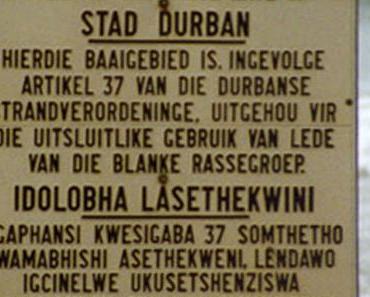 STAD DURBAN
HIERDIE BAAIGEBIED IS, INGEVOLGE
ARTIKEL 37 VAN DIE DURBANSE
STRANDVERORDENINGE, UITGEHOU VIR
DIE UITSLUITLIKE GEBRUIK VAN LEDE
VAN DIE BLANKE RASSEGROEP.
IDOLOBHA LASETHEKWINI
GAPHANSI KWESIGABA 37 SOMTHETHO
WAMABHISHI ASETHEKWENI, LENDAWO
IGCINELWE UKUSETSHENZISWA